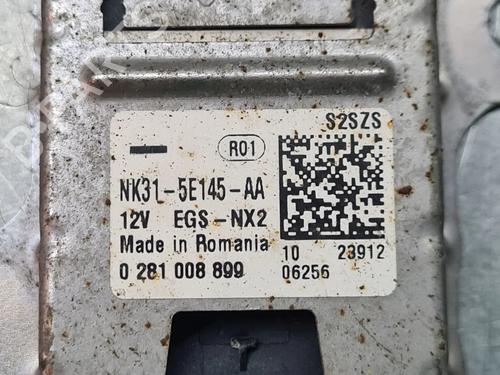 S2SZS
R01
NK31-5E145-AA
12V EGS-NX2
Made in Romania
0 281 008 899
10 23912
06256